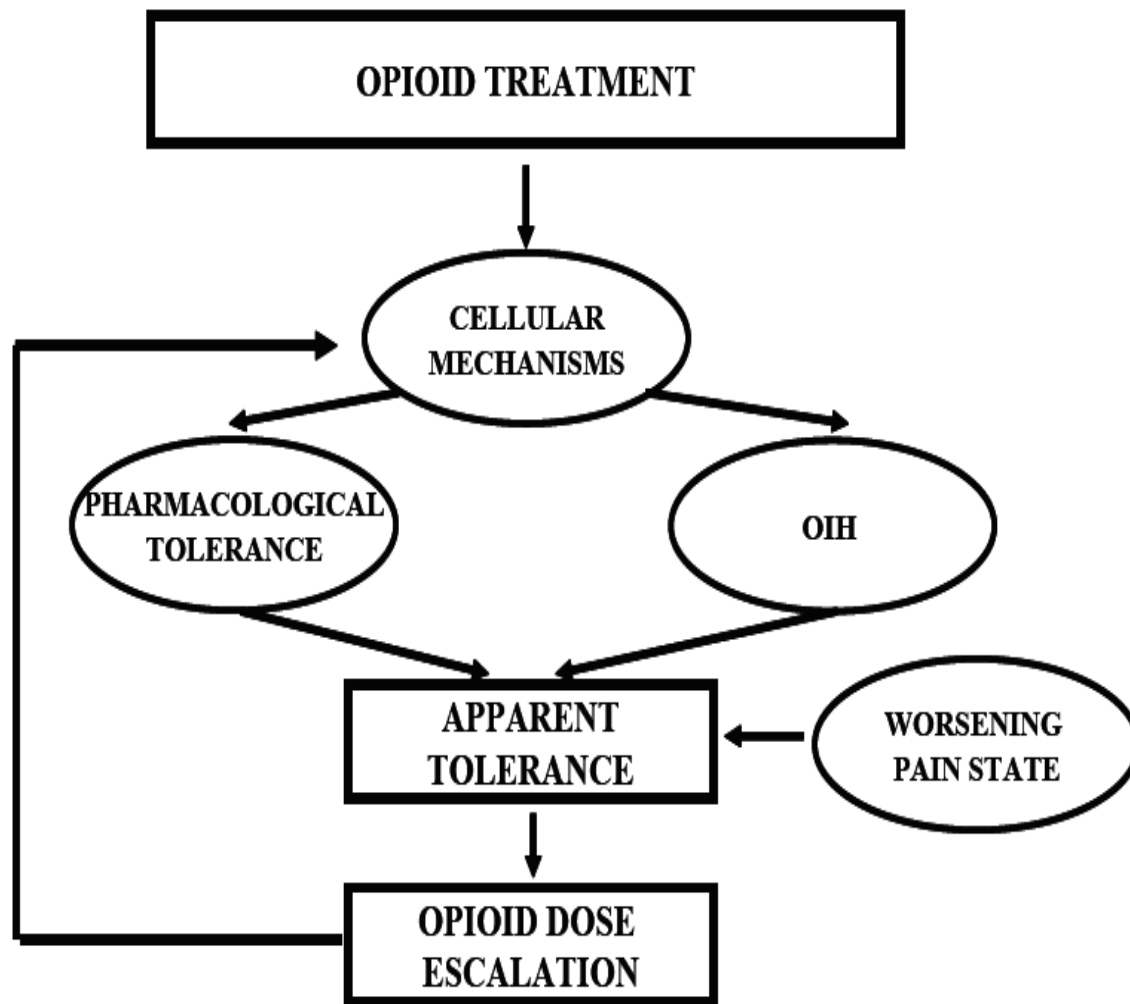 OPIOID TREATMENT
CELLULAR
MECHANISMS
PHARMACOLOGICAL
TOLERANCE
OIH
APPARENT
TOLERANCE
WORSENING
PAIN STATE
OPIOID DOSE
ESCALATION